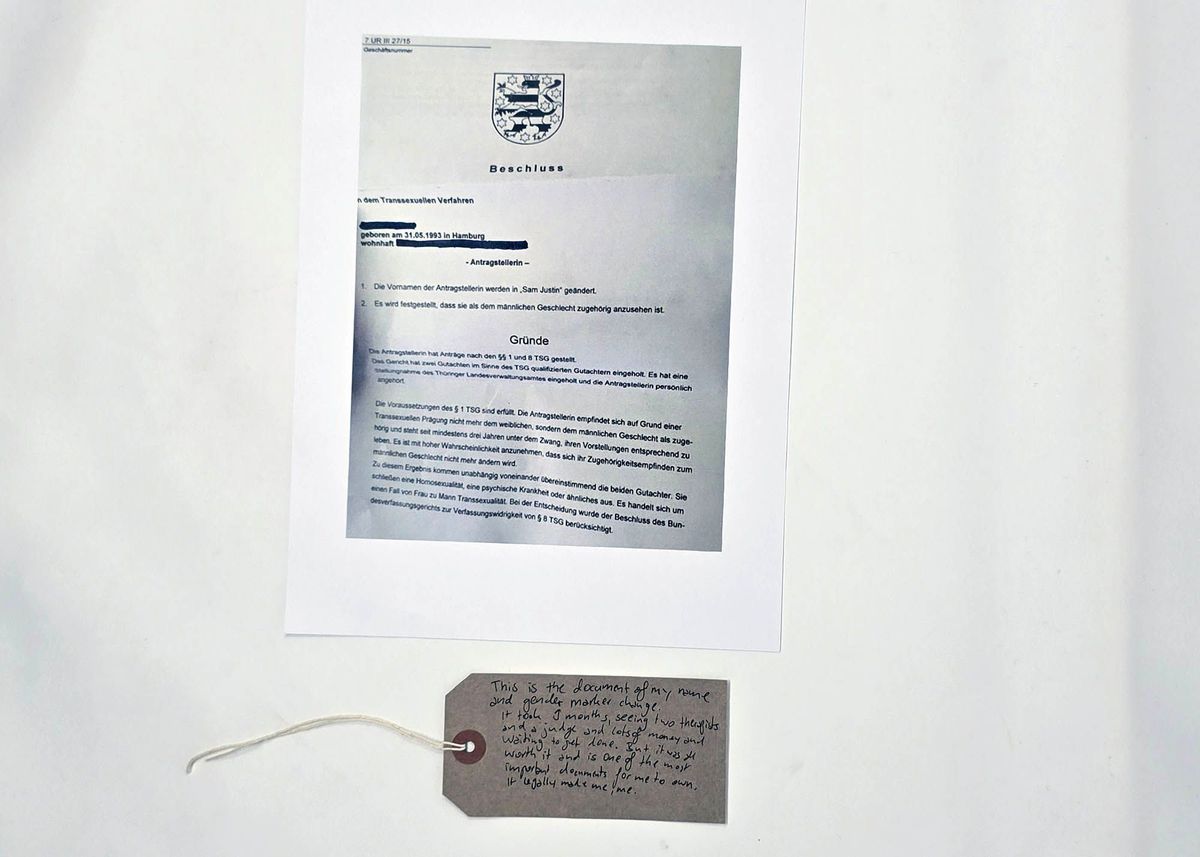 7 UR III 27/15
Geschäftsnummer
Beschluss
n dem Transsexuellen Verfahren
geboren am 31.05.1993 in Hamburg
wohnhaft
- Antragstellerin –
1. Die Vornamen der Antragstellerin werden in „Sam Justin“ geändert.
2. Es wird festgestellt, dass sie als dem männlichen Geschlecht zugehörig anzusehen ist.
Gründe
Die Antragstellerin hat Anträge nach den §§ 1 und 8 TSG gestellt.
Das Gericht hat zwei Gutachten im Sinne des TSG qualifizierten Gutachtern eingeholt. Es hat eine
Stellungnahme des Thüringer Landesverwaltungsamtes eingeholt und die Antragstellerin persönlich
angehört.
Die Voraussetzungen des § 1 TSG sind erfüllt. Die Antragstellerin empfindet sich auf Grund einer
Transsexuellen Prägung nicht mehr dem weiblichen, sondern dem männlichen Geschlecht als zuge-
hörig und steht seit mindestens drei Jahren unter dem Zwang, ihren Vorstellungen entsprechend zu
leben. Es ist mit hoher Wahrscheinlichkeit anzunehmen, dass sich ihr Zugehörigkeitsempfinden zum
männlichen Geschlecht nicht mehr ändern wird.
Zu diesem Ergebnis kommen unabhängig voneinander übereinstimmend die beiden Gutachter. Sie
schließen eine Homosexualität, eine psychische Krankheit oder ähnliches aus. Es handelt sich um
einen Fall von Frau zu Mann Transsexualität. Bei der Entscheidung wurde der Beschluss des Bun-
desverfassungsgerichts zur Verfassungswidrigkeit von § 8 TSG berücksichtigt.
This is the document of my name
and gender marker change.
It took months, seeing two therapists
and a judge and lots of money and
waiting to get done. But it was all
worth it and is one of the most
important documents for me to own.
It legally made me, me.